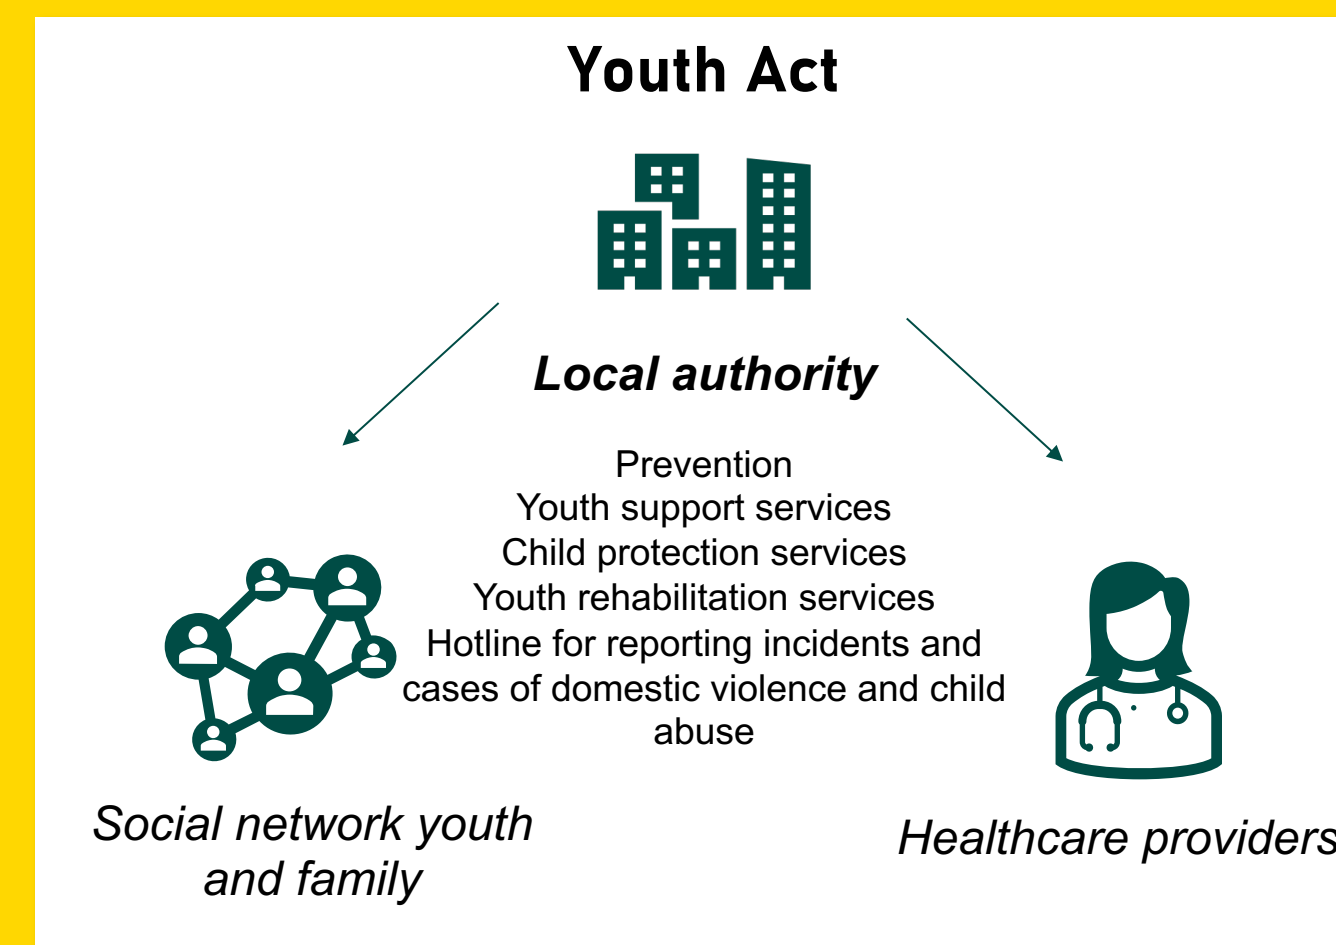 Youth Act
Local authority
Prevention
Youth support services
Child protection services
Youth rehabilitation services
Hotline for reporting incidents and
cases of domestic violence and child
abuse
Social network youth
and family
Healthcare providers